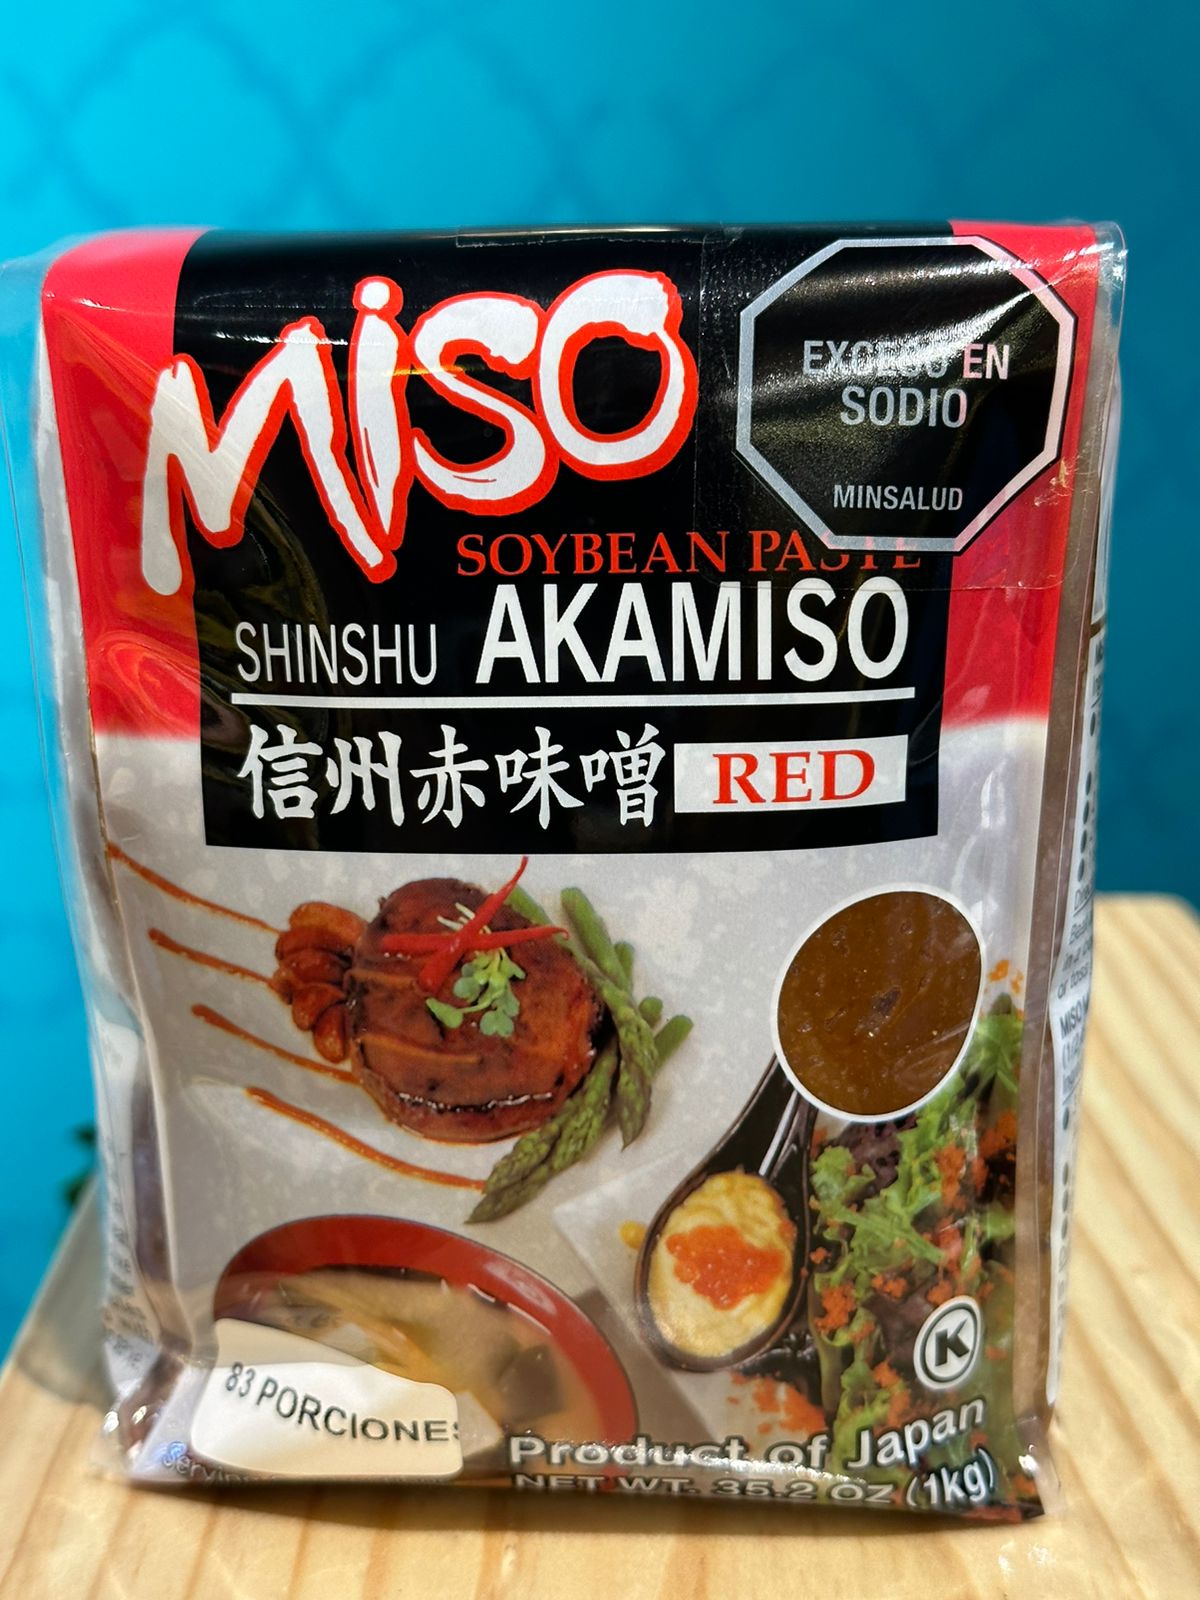 MISO
EXCESO EN
SODIO
MINSALUD
SOYBEAN PASTE
SHINSHU AKAMISO
信州赤味噌 RED
K
83 PORCIONES
Product of Japan
NET WT. 35.2 OZ (1kg)